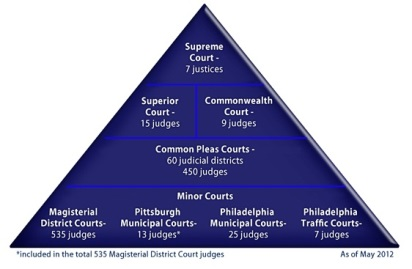 Supreme
Court -
7 justices
Superior
Court -
15 judges
Commonwealth
Court -
9 judges
Common Pleas Courts -
60 judicial districts
450 judges
Minor Courts
Magisterial
District Courts-
535 judges
Pittsburgh
Municipal Courts-
13 judges*
Philadelphia
Municipal Courts-
25 judges
Philadelphia
Traffic Courts-
7 judges
*included in the total 535 Magisterial District Court judges
As of May 2012